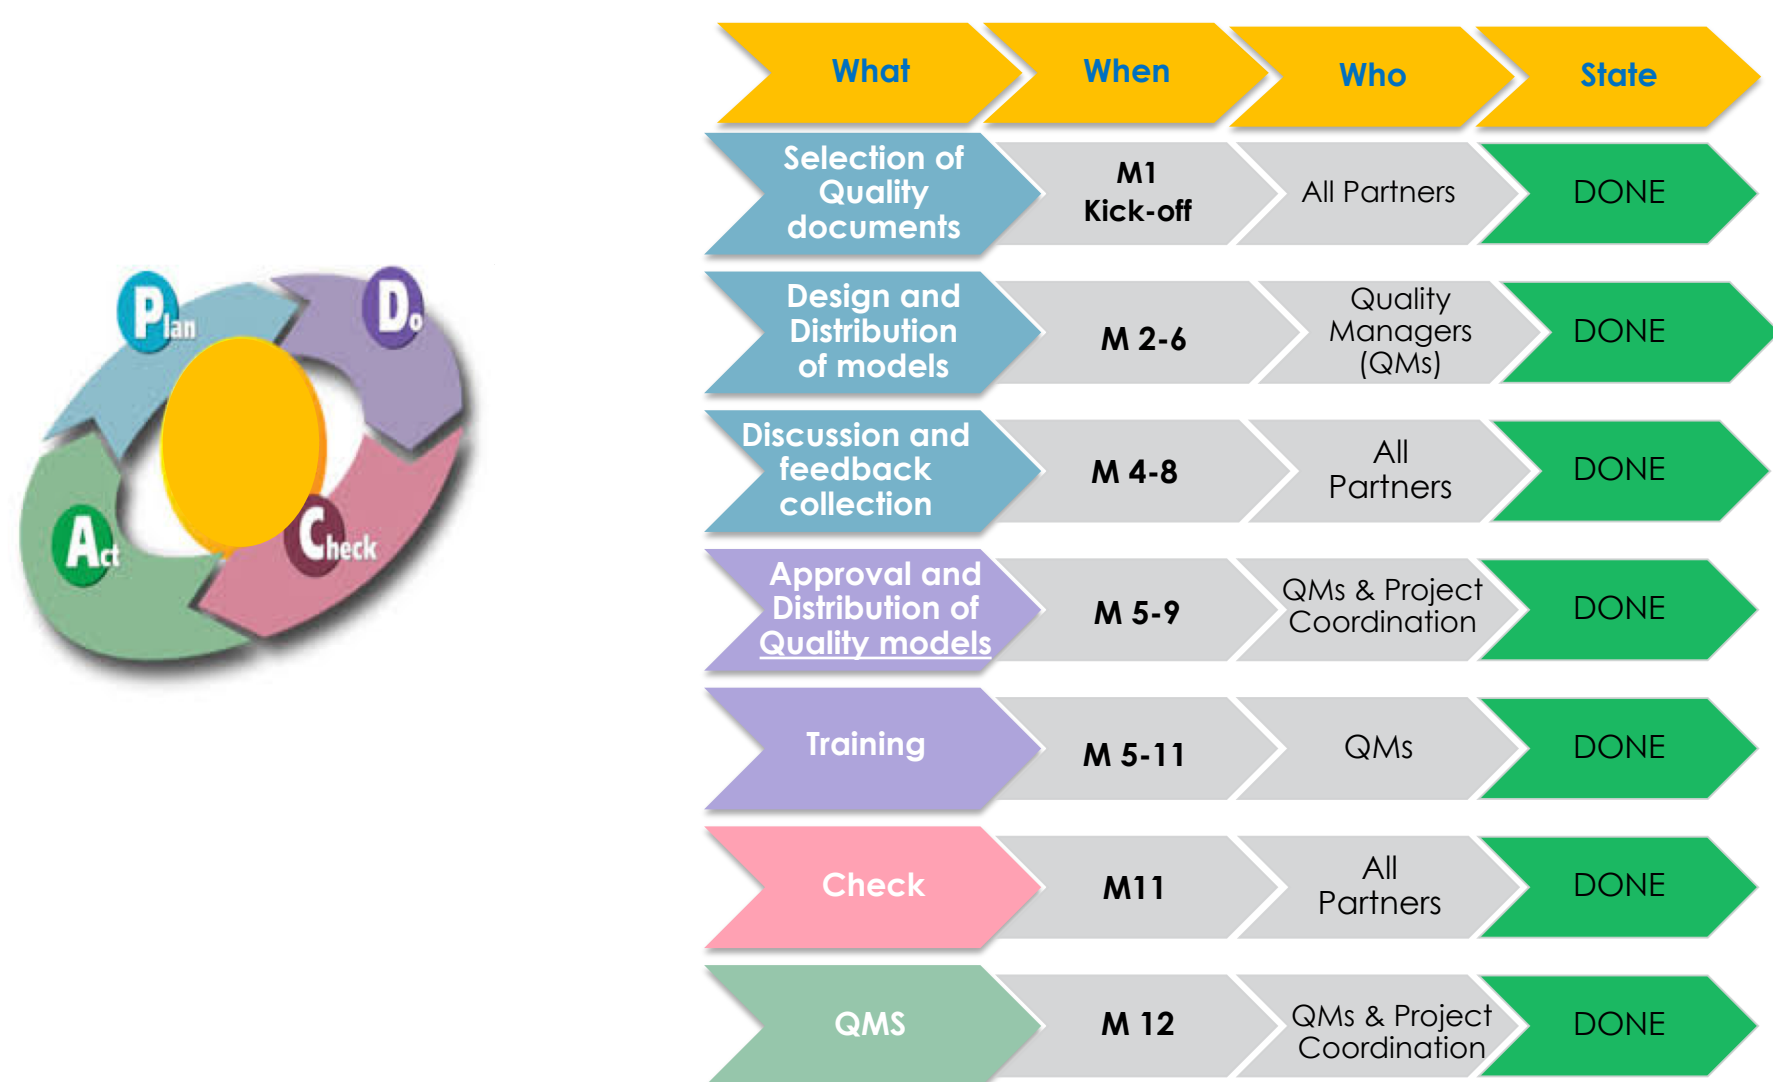 Plan
Do
Check
Act
What
When
Who
State
Selection of
Quality
documents
M1
Kick-off
All Partners
DONE
Design and
Distribution
of models
M 2-6
Quality
Managers
(QMs)
DONE
Discussion and
feedback
collection
M 4-8
All
Partners
DONE
Approval and
Distribution of
Quality models
M 5-9
QMs & Project
Coordination
DONE
Training
M 5-11
QMs
DONE
Check
M11
All
Partners
DONE
QMS
M 12
QMs & Project
Coordination
DONE